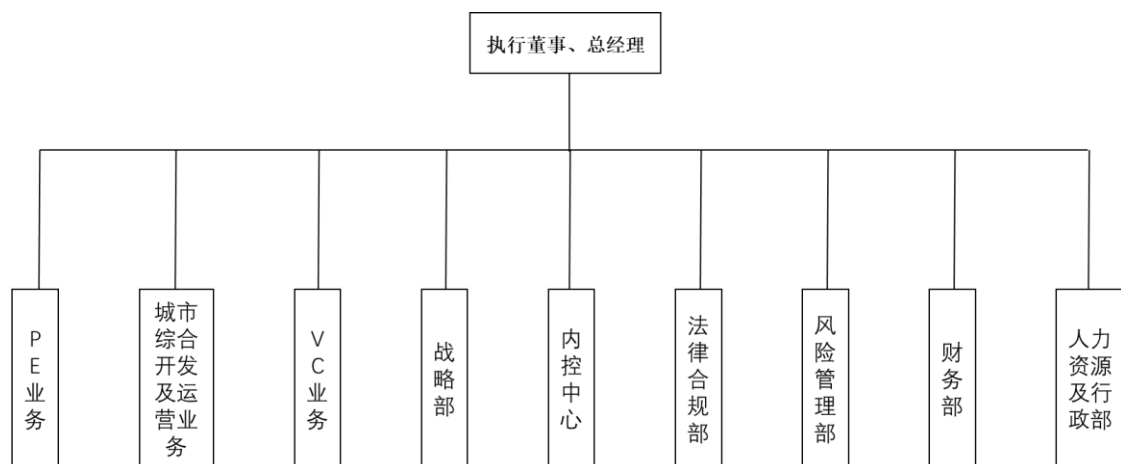 执行董事、总经理
PE业务
城市综合开发及运营业务
VC业务
战略部
内控中心
法律合规部
风险管理部
财务部
人力资源及行政部